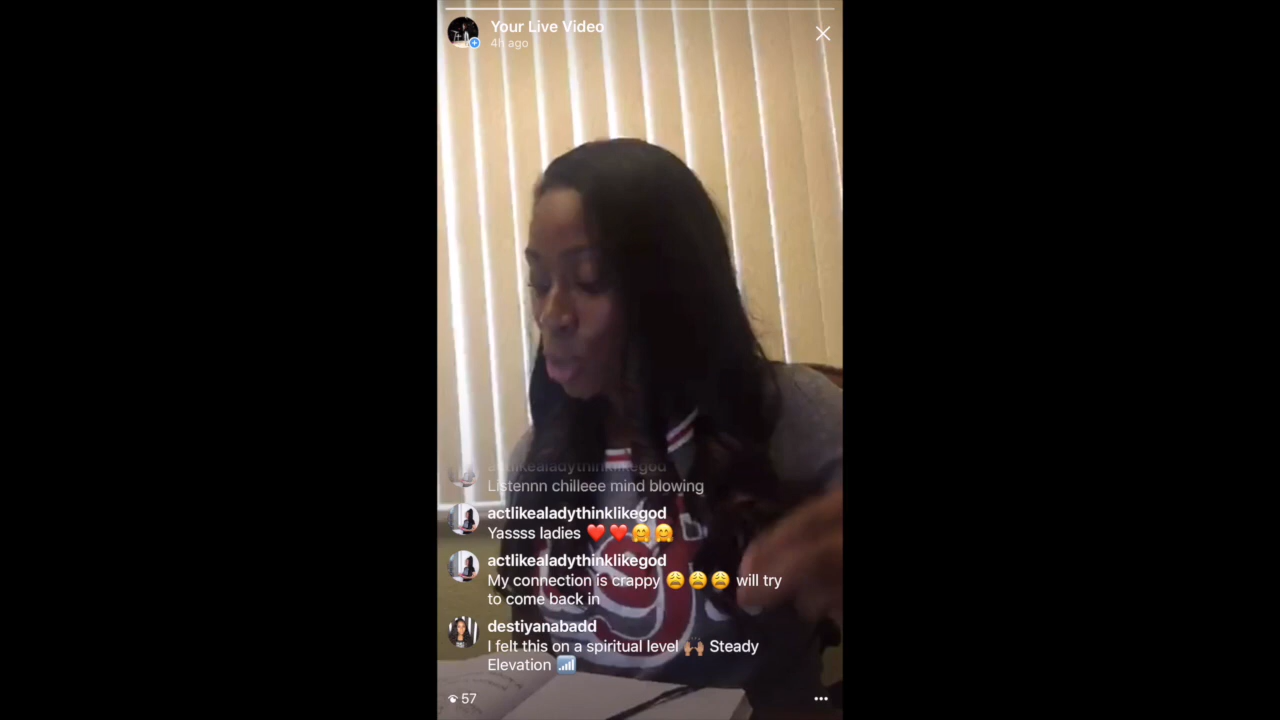 Your Live Video
4h ago
actlikealadythinklikegod
Listennn chilleee mind blowing
actlikealadythinklikegod
Yassss ladies ❤️❤️🤗🤗
actlikealadythinklikegod
My connection is crappy 😩😩😩 will try
to come back in
destiyanabadd
I felt this on a spiritual level 🙌🏽 Steady
Elevation 📶
57